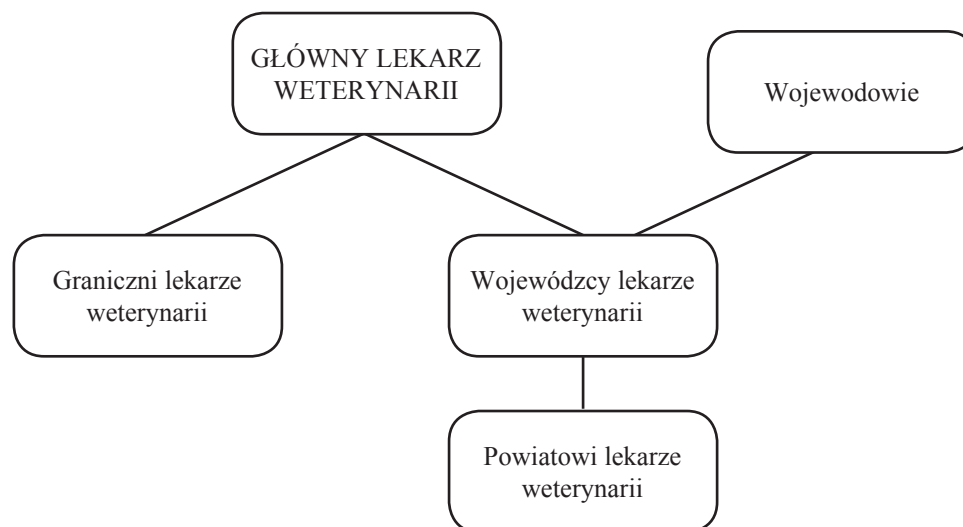 GŁÓWNY LEKARZ
WETERYNARII
Wojewodowie
Graniczni lekarze
weterynarii
Wojewódzcy lekarze
weterynarii
Powiatowi lekarze
weterynarii